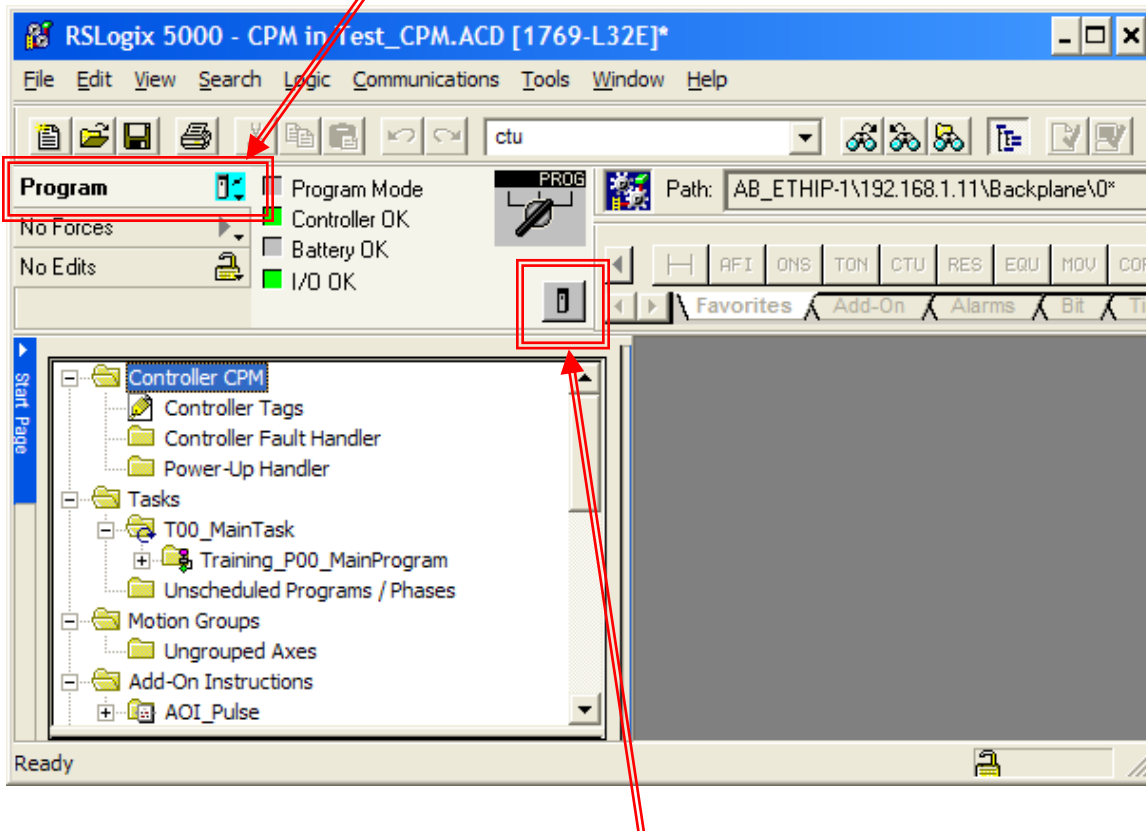 RSLogix 5000 - CPM in Test_CPM.ACD [1769-L32E]*
File Edit View Search Logic Communications Tools Window Help
ctu
Program
No Forces
No Edits
Program Mode
Controller OK
Battery OK
I/O OK
PROG
Path: AB_ETHIP-1\192.168.1.11\Backplane\0*
AFI ONS TON CTU RES EQU MOV
Favorites Add-On Alarms Bit
Start Page
Controller CPM
Controller Tags
Controller Fault Handler
Power-Up Handler
Tasks
T00_MainTask
Training_P00_MainProgram
Unscheduled Programs / Phases
Motion Groups
Ungrouped Axes
Add-On Instructions
AOI_Pulse
Ready